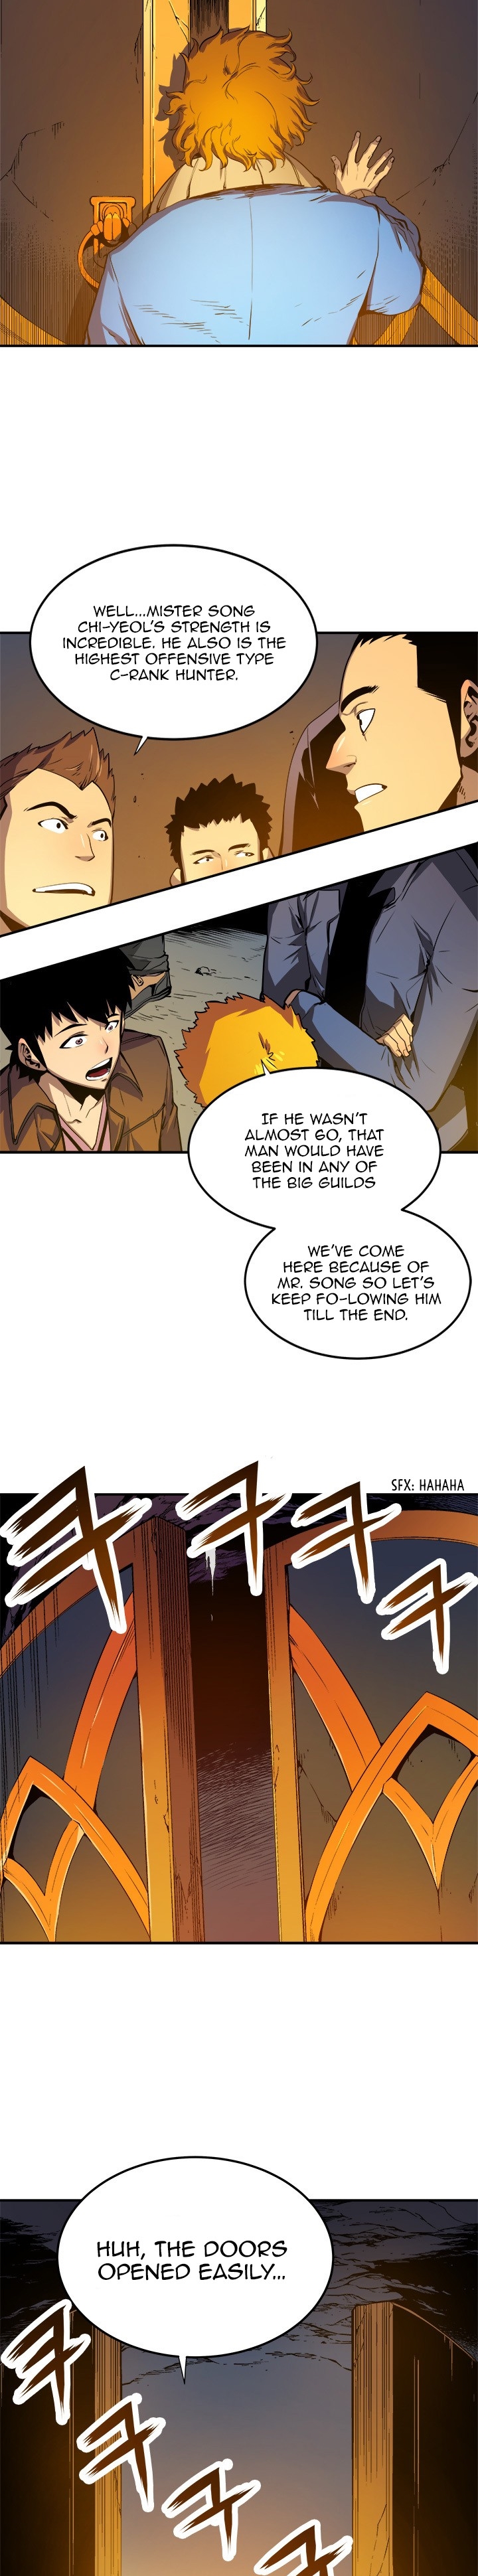 WELL...MISTER SONG
CHI-YEOL'S STRENGTH IS
INCREDIBLE. HE ALSO IS THE
HIGHEST OFFENSIVE TYPE
C-RANK HUNTER.
IF HE WASN'T
ALMOST 60, THAT
MAN WOULD HAVE
BEEN IN ANY OF
THE BIG GUILDS
WE'VE COME
HERE BECAUSE OF
MR. SONG SO LET'S
KEEP FO-LOWING HIM
TILL THE END.
SFX: HAHAHA
ㅋㅋㅋㅋ
HUH, THE DOORS
OPENED EASILY...
ㅋㅋㅋㅋ